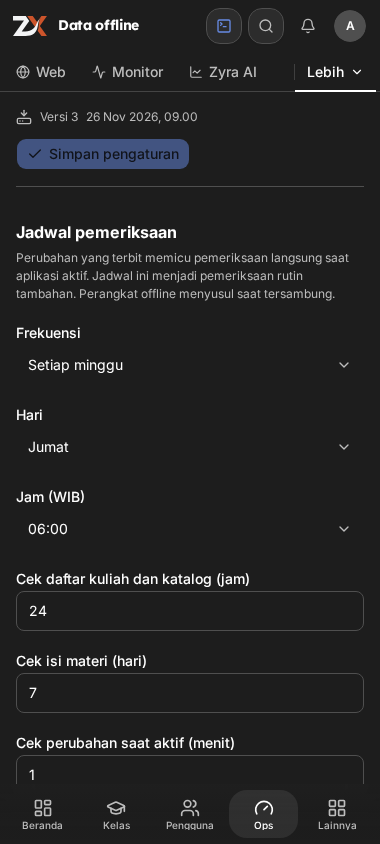 ZX Data offline
A
Web
Monitor
Zyra AI
Lebih
Versi 3 26 Nov 2026, 09.00
Simpan pengaturan
Jadwal pemeriksaan
Perubahan yang terbit memicu pemeriksaan langsung saat
aplikasi aktif. Jadwal ini menjadi pemeriksaan rutin
tambahan. Perangkat offline menyusul saat tersambung.
Frekuensi
Setiap minggu
Hari
Jumat
Jam (WIB)
06:00
Cek daftar kuliah dan katalog (jam)
24
Cek isi materi (hari)
7
Cek perubahan saat aktif (menit)
1
Beranda
Kelas
Pengguna
Ops
Lainnya